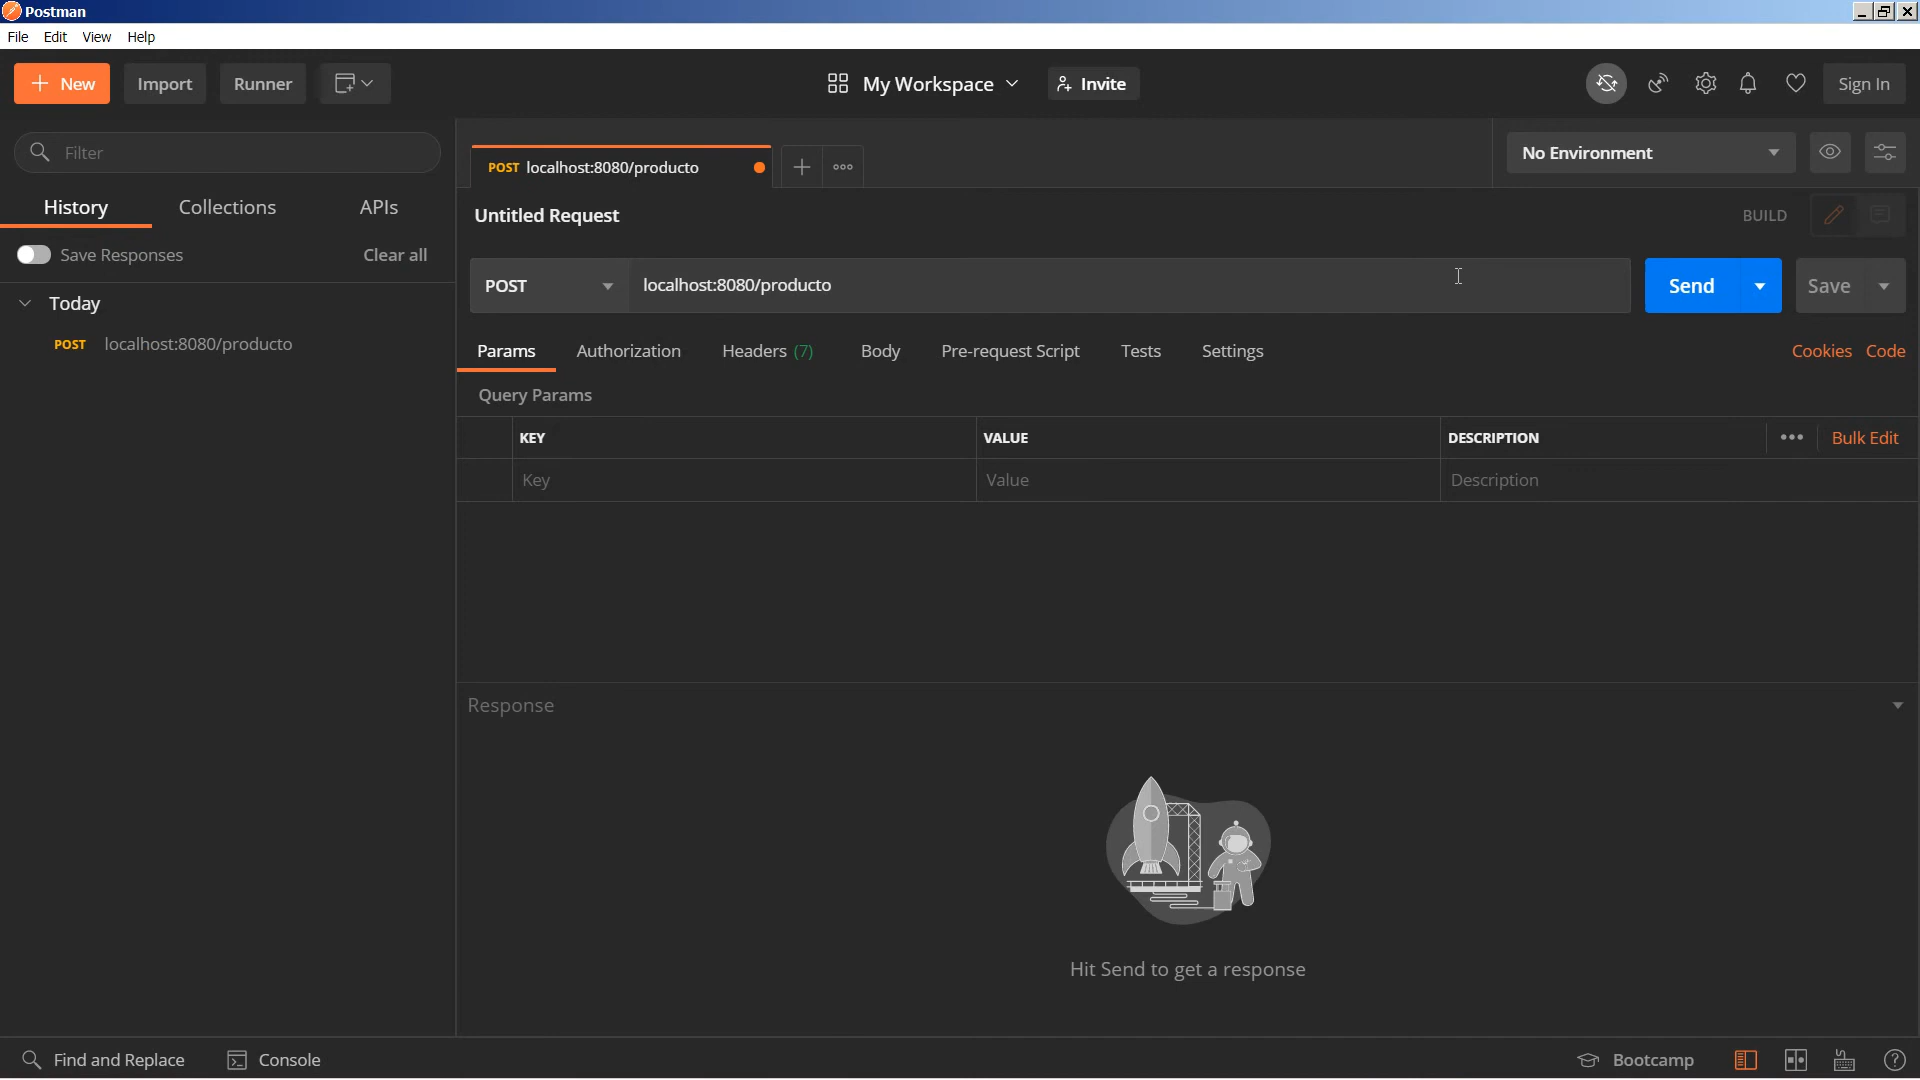 Postman
File Edit View Help
New Import Runner My Workspace Invite Sign In
Filter
POST localhost:8080/producto
No Environment
History Collections APIs
Untitled Request BUILD
Save Responses Clear all
POST localhost:8080/producto Send Save
Today
POST localhost:8080/producto
Params Authorization Headers (7) Body Pre-request Script Tests Settings Cookies Code
Query Params
KEY VALUE DESCRIPTION Bulk Edit
Key Value Description
Response
Hit Send to get a response
Find and Replace Console Bootcamp